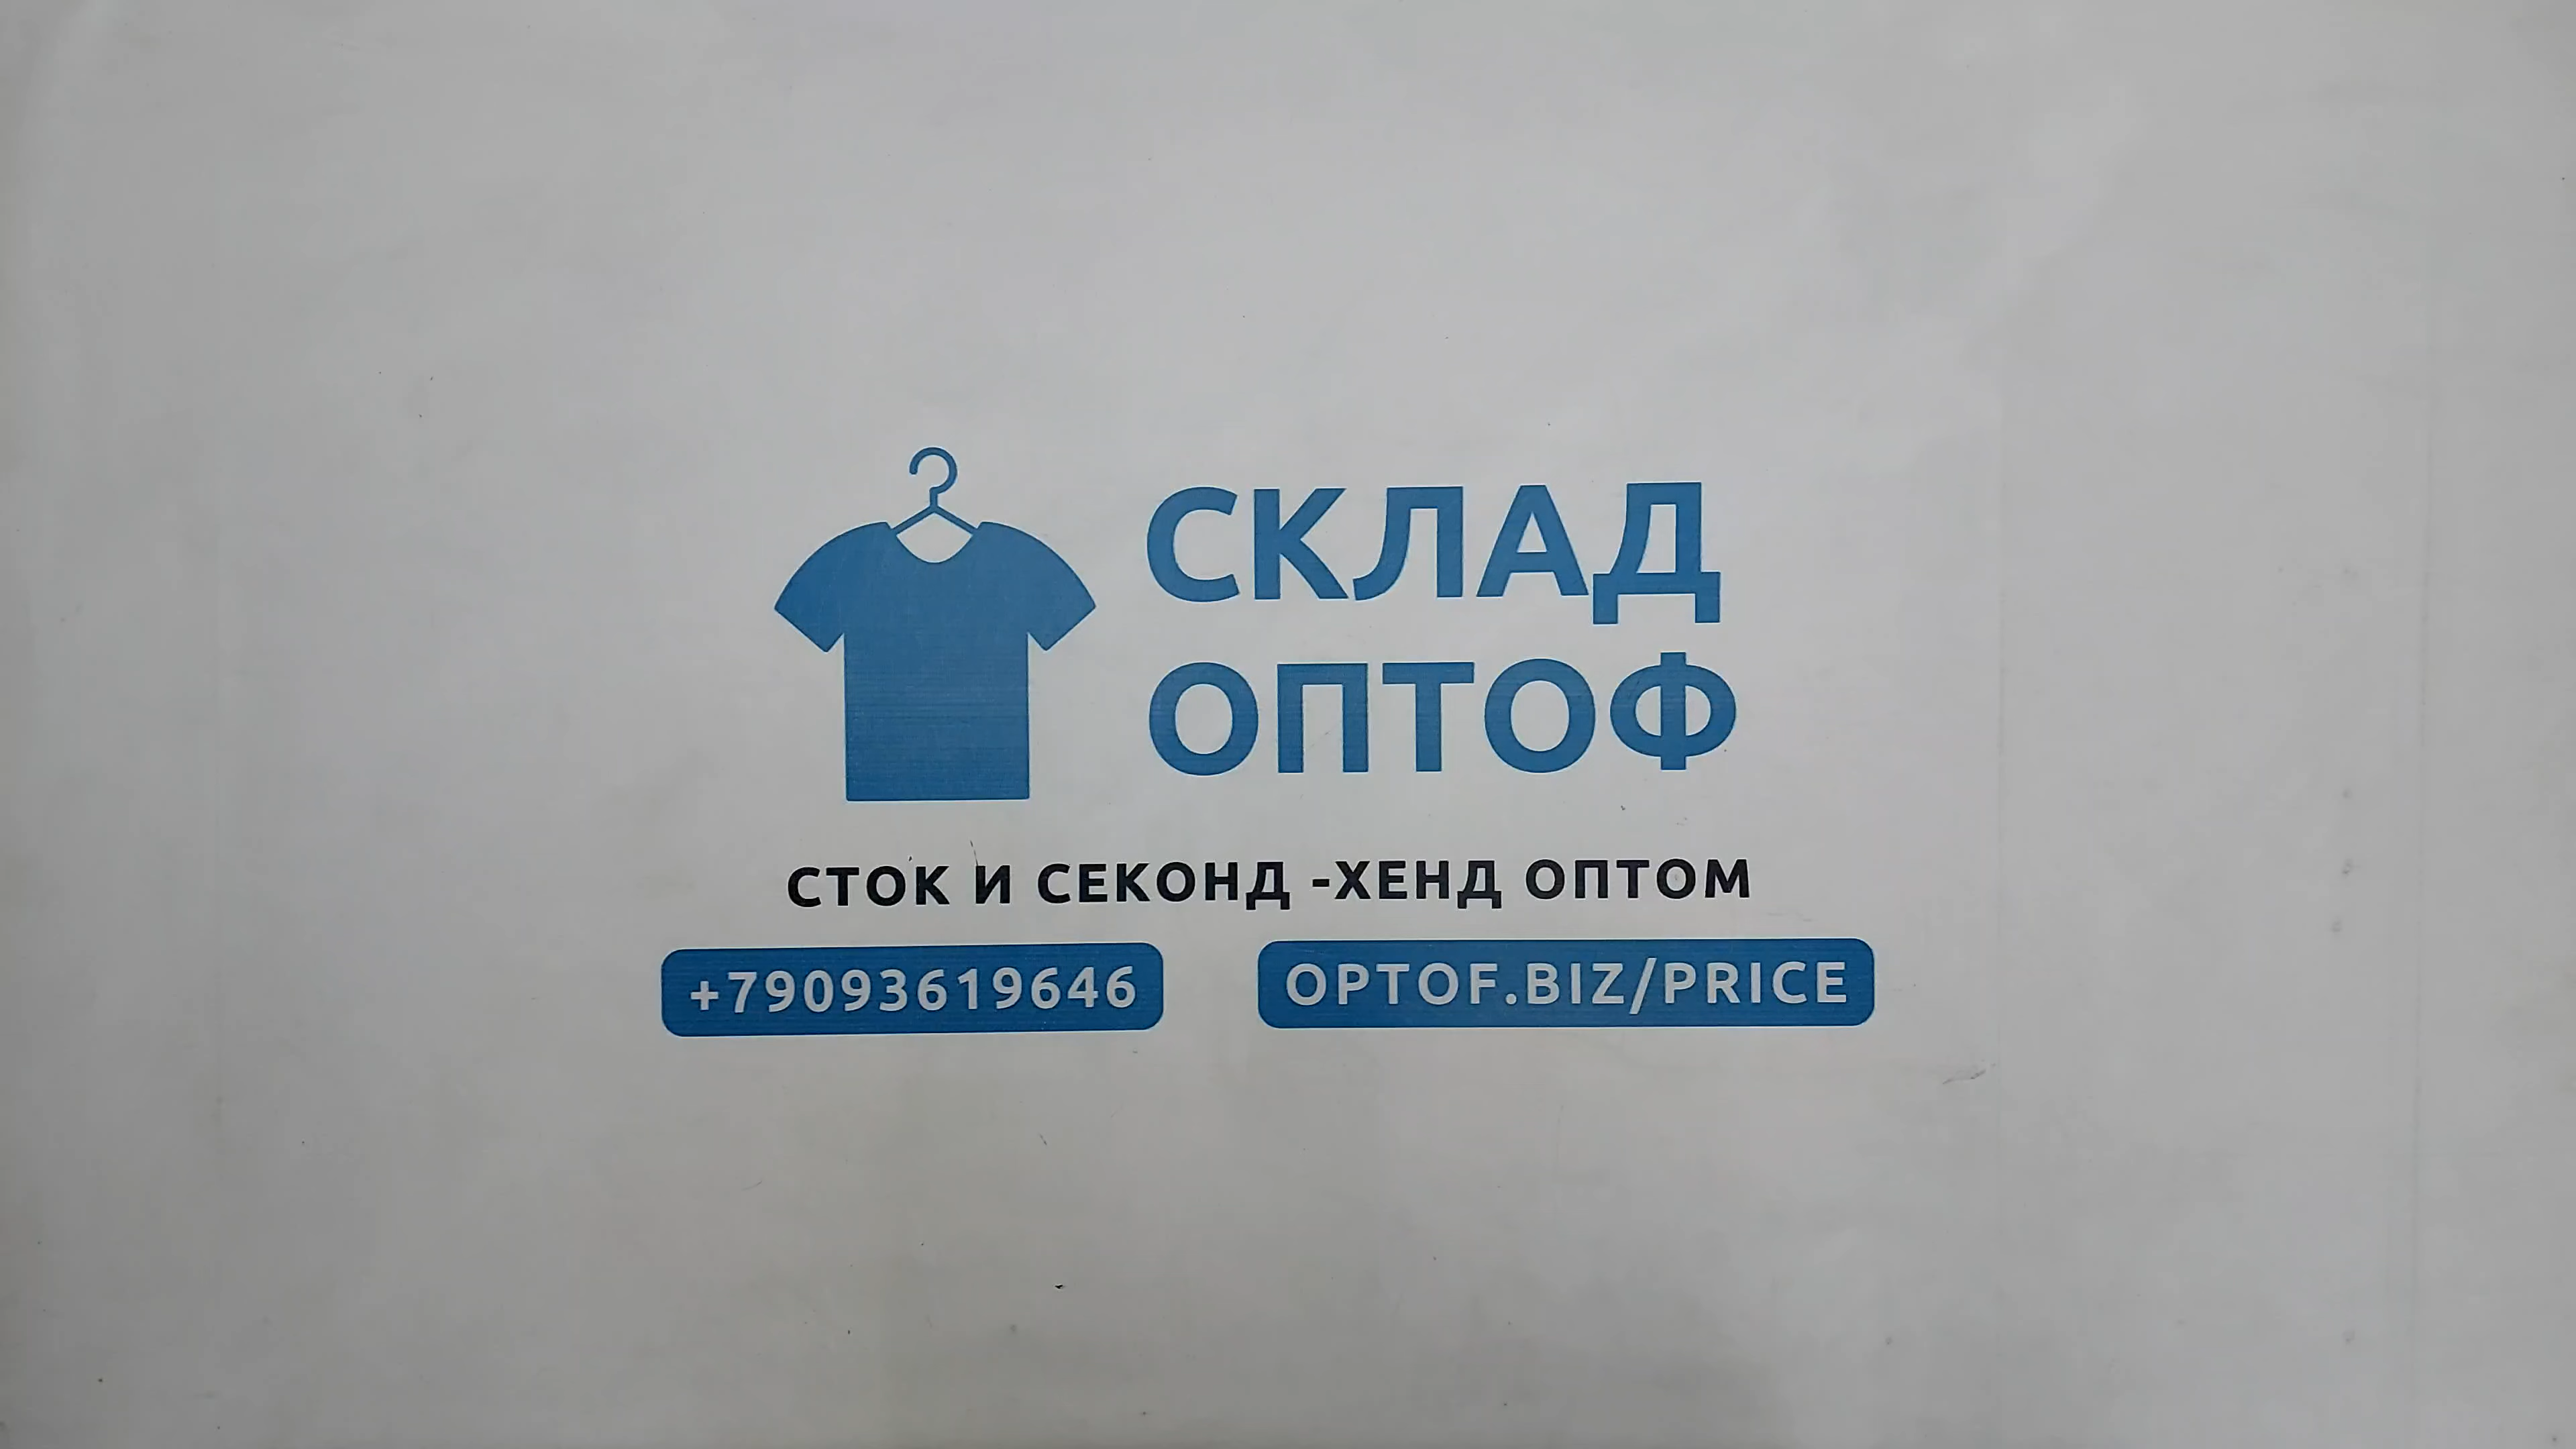 СКЛАД
ОПТОФ
СТОК И СЕКОНД -ХЕНД ОПТОМ
+79093619646
OPTOF.BIZ/PRICE